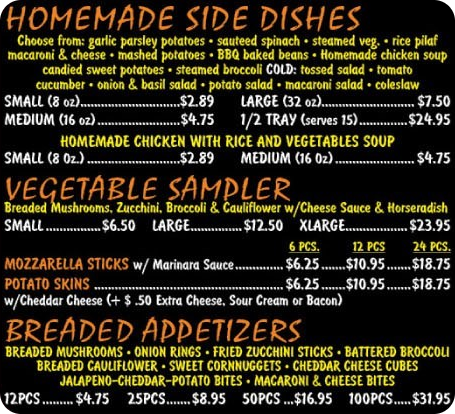 HOMEMADE SIDE DISHES
Choose from: garlic parsley potatoes • sauteed spinach • steamed veg. • rice pilaf
macaroni & cheese • mashed potatoes • BBQ baked beans • Homemade chicken soup
candied sweet potatoes • steamed broccoli COLD: tossed salad • tomato
cucumber • onion & basil salad • potato salad • macaroni salad • coleslaw
SMALL (8 oz)........................$2.89 LARGE (32 oz)........................$7.50
MEDIUM (16 oz)....................$4.75 1/2 TRAY (serves 15)............$24.95
HOMEMADE CHICKEN WITH RICE AND VEGETABLES SOUP
SMALL (8 Oz.) ......................$2.89 MEDIUM (16 Oz)....................$4.75
VEGETABLE SAMPLER
Breaded Mushrooms, Zucchini, Broccoli & Cauliflower w/Cheese Sauce & Horseradish
SMALL..............$6.50 LARGE.............$12.50 XLARGE................$23.95
6 PCS. 12 PCS 24 PCS.
MOZZARELLA STICKS w/ Marinara Sauce............$6.25......$10.95......$18.75
POTATO SKINS ................................................$6.25......$10.95......$18.75
w/Cheddar Cheese (+ $ .50 Extra Cheese, Sour Cream or Bacon)
BREADED APPETIZERS
BREADED MUSHROOMS • ONION RINGS • FRIED ZUCCHINI STICKS • BATTERED BROCCOLI
BREADED CAULIFLOWER • SWEET CORNNUGGETS • CHEDDAR CHEESE CUBES
JALAPENO-CHEDDAR-POTATO BITES • MACARONI & CHEESE BITES
12PCS......... $4.75 25PCS.......$8.95 50PCS ...$16.95 100PCS.....$31.95